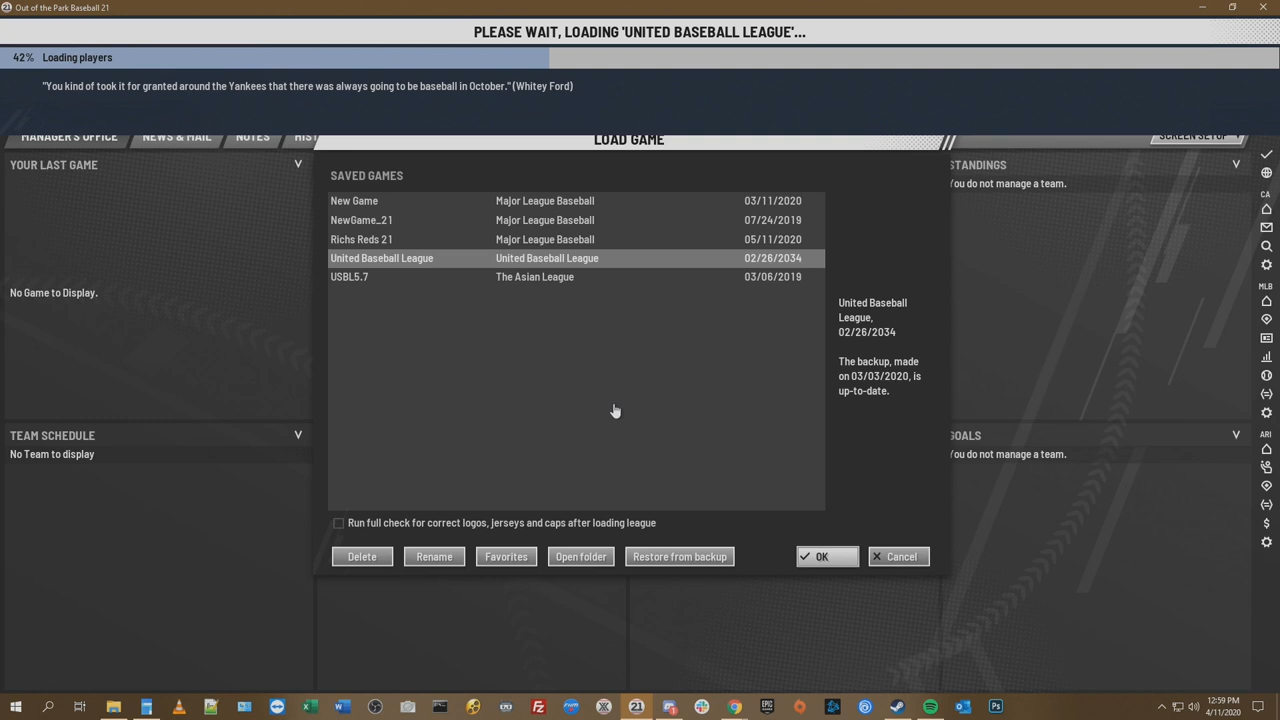 Out of the Park Baseball 21
PLEASE WAIT, LOADING 'UNITED BASEBALL LEAGUE'...
42% Loading players
"You kind of took it for granted around the Yankees that there was always going to be baseball in October." (Whitey Ford)
MANAGER'S OFFICE NEWS & MAIL NOTES HIST SCREEN SETUP
LOAD GAME
YOUR LAST GAME
STANDINGS
You do not manage a team.
SAVED GAMES
New Game Major League Baseball 03/11/2020
NewGame_21 Major League Baseball 07/24/2019
Richs Reds 21 Major League Baseball 05/11/2020
United Baseball League United Baseball League 02/26/2034
USBL5.7 The Asian League 03/06/2019
No Game to Display.
United Baseball
League,
02/26/2034
The backup, made
on 03/03/2020, is
up-to-date.
CA
MLB
ARI
TEAM SCHEDULE
No Team to display
GOALS
You do not manage a team.
Run full check for correct logos, jerseys and caps after loading league
Delete Rename Favorites Open folder Restore from backup OK Cancel
21
12:59 PM
4/11/2020